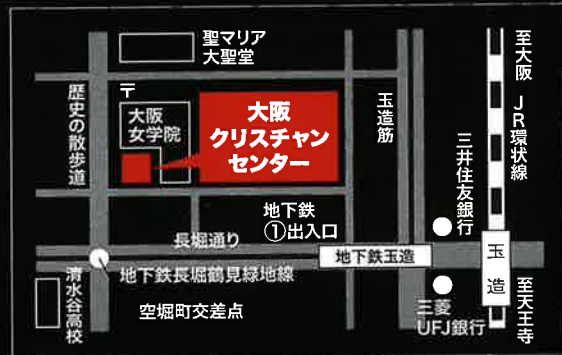 聖マリア
大聖堂
至大阪
JR環状線
〒
大阪
女学院
大阪
クリスチャン
センター
歴史の散歩道
玉造筋
三井住友銀行
地下鉄
①出入口
長堀通り
地下鉄玉造
玉造
地下鉄長堀鶴見緑地線
清水谷高校
空堀町交差点
三菱
UFJ銀行
至天王寺